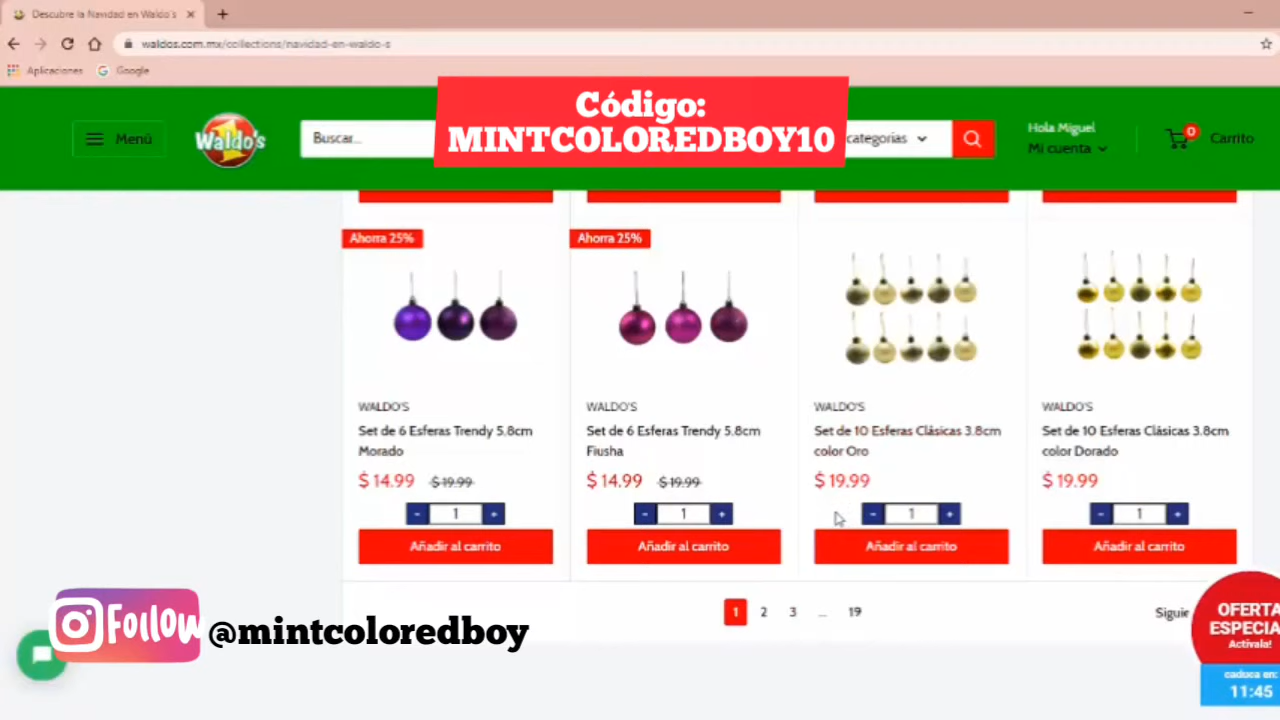 Descubre la Navidad en Waldo's
waldos.com.mx/collections/navidad-en-waldo-s
Aplicaciones
Google
Código:
MINTCOLOREDBOY10
Menú
Waldo's
Buscar...
categorías
Hola Miguel
Mi cuenta
0
Carrito
Ahorra 25%
Ahorra 25%
WALDO'S
WALDO'S
WALDO'S
WALDO'S
Set de 6 Esferas Trendy 5.8cm
Morado
Set de 6 Esferas Trendy 5.8cm
Fiusha
Set de 10 Esferas Clásicas 3.8cm
color Oro
Set de 10 Esferas Clásicas 3.8cm
color Dorado
$ 14.99 $ 19.99
$ 14.99 $ 19.99
$ 19.99
$ 19.99
- 1 +
- 1 +
- 1 +
- 1 +
Añadir al carrito
Añadir al carrito
Añadir al carrito
Añadir al carrito
1 2 3 ... 19
Siguie
Follow
@mintcoloredboy
OFERTA
ESPECIA
Actívala!
caduca en:
11:45